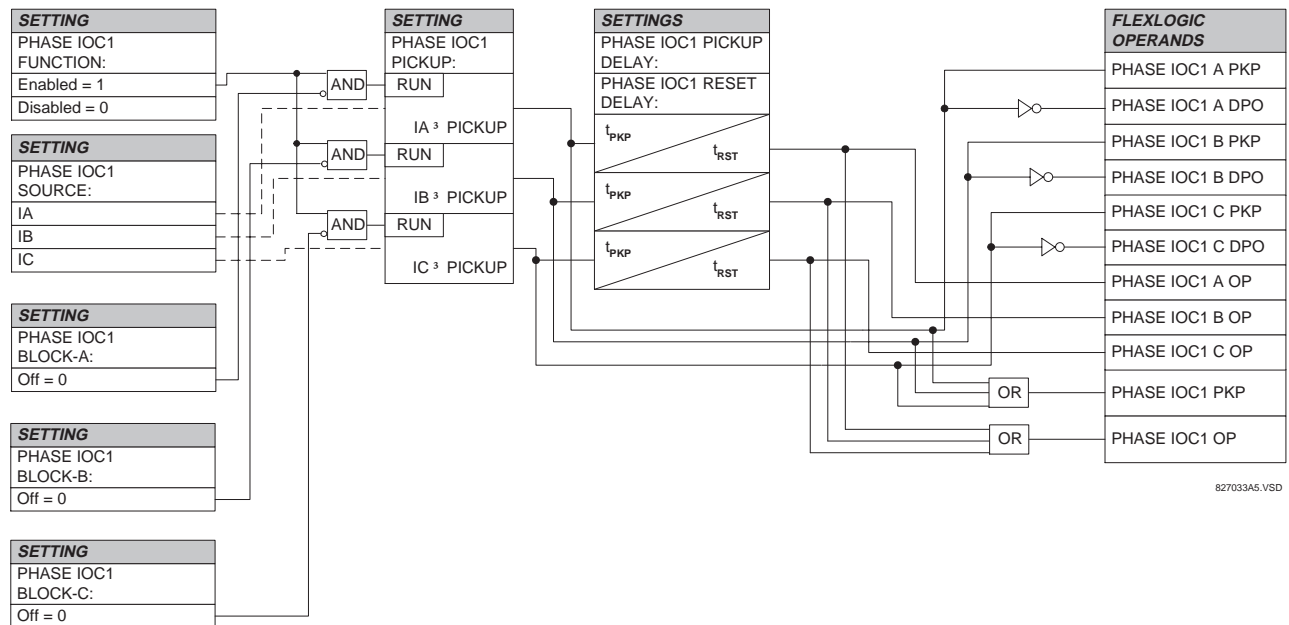 SETTING
PHASE IOC1
FUNCTION:
Enabled = 1
Disabled = 0
SETTING
PHASE IOC1
SOURCE:
IA
IB
IC
SETTING
PHASE IOC1
BLOCK-A:
Off = 0
SETTING
PHASE IOC1
BLOCK-B:
Off = 0
SETTING
PHASE IOC1
BLOCK-C:
Off = 0
AND
AND
AND
SETTING
PHASE IOC1
PICKUP:
RUN
IA ³ PICKUP
RUN
IB ³ PICKUP
RUN
IC ³ PICKUP
SETTINGS
PHASE IOC1 PICKUP
DELAY:
PHASE IOC1 RESET
DELAY:
tPKP
tRST
tPKP
tRST
tPKP
tRST
OR
OR
FLEXLOGIC
OPERANDS
PHASE IOC1 A PKP
PHASE IOC1 A DPO
PHASE IOC1 B PKP
PHASE IOC1 B DPO
PHASE IOC1 C PKP
PHASE IOC1 C DPO
PHASE IOC1 A OP
PHASE IOC1 B OP
PHASE IOC1 C OP
PHASE IOC1 PKP
PHASE IOC1 OP
827033A5.VSD